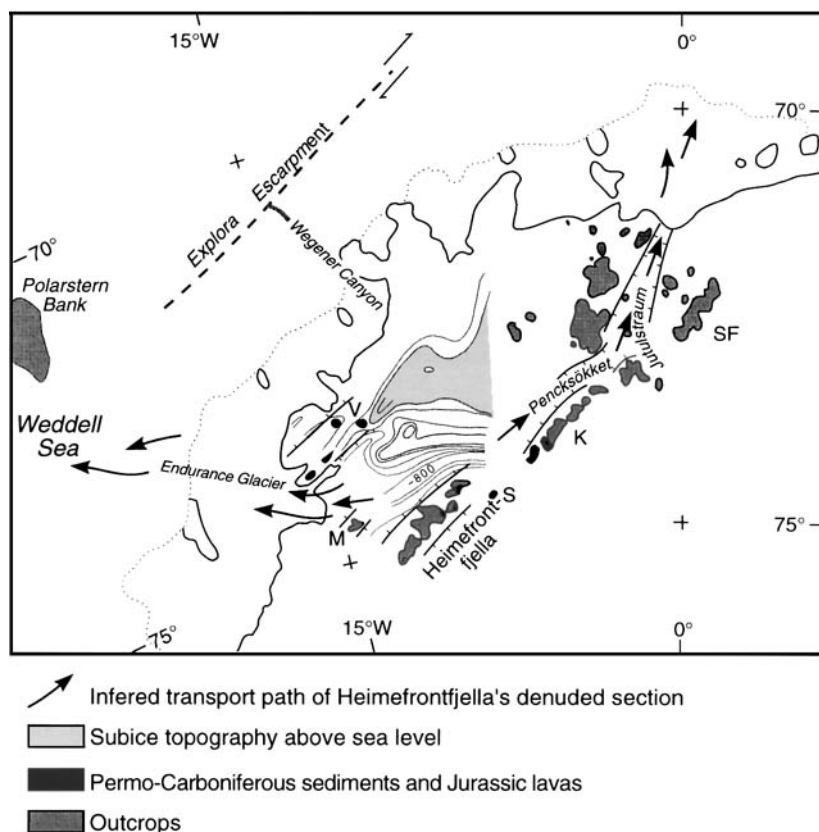 15°W
0°
70°
Explora Escarpment
Wegener Canyon
70°
Polarstern
Bank
Jutulstraum
SF
Pencksökket
V
Weddell
Sea
K
Endurance Glacier
-800
M
Heimefront-S
fjella
75°
75°
15°W
0°
Infered transport path of Heimefrontfjella's denuded section
Subice topography above sea level
Permo-Carboniferous sediments and Jurassic lavas
Outcrops